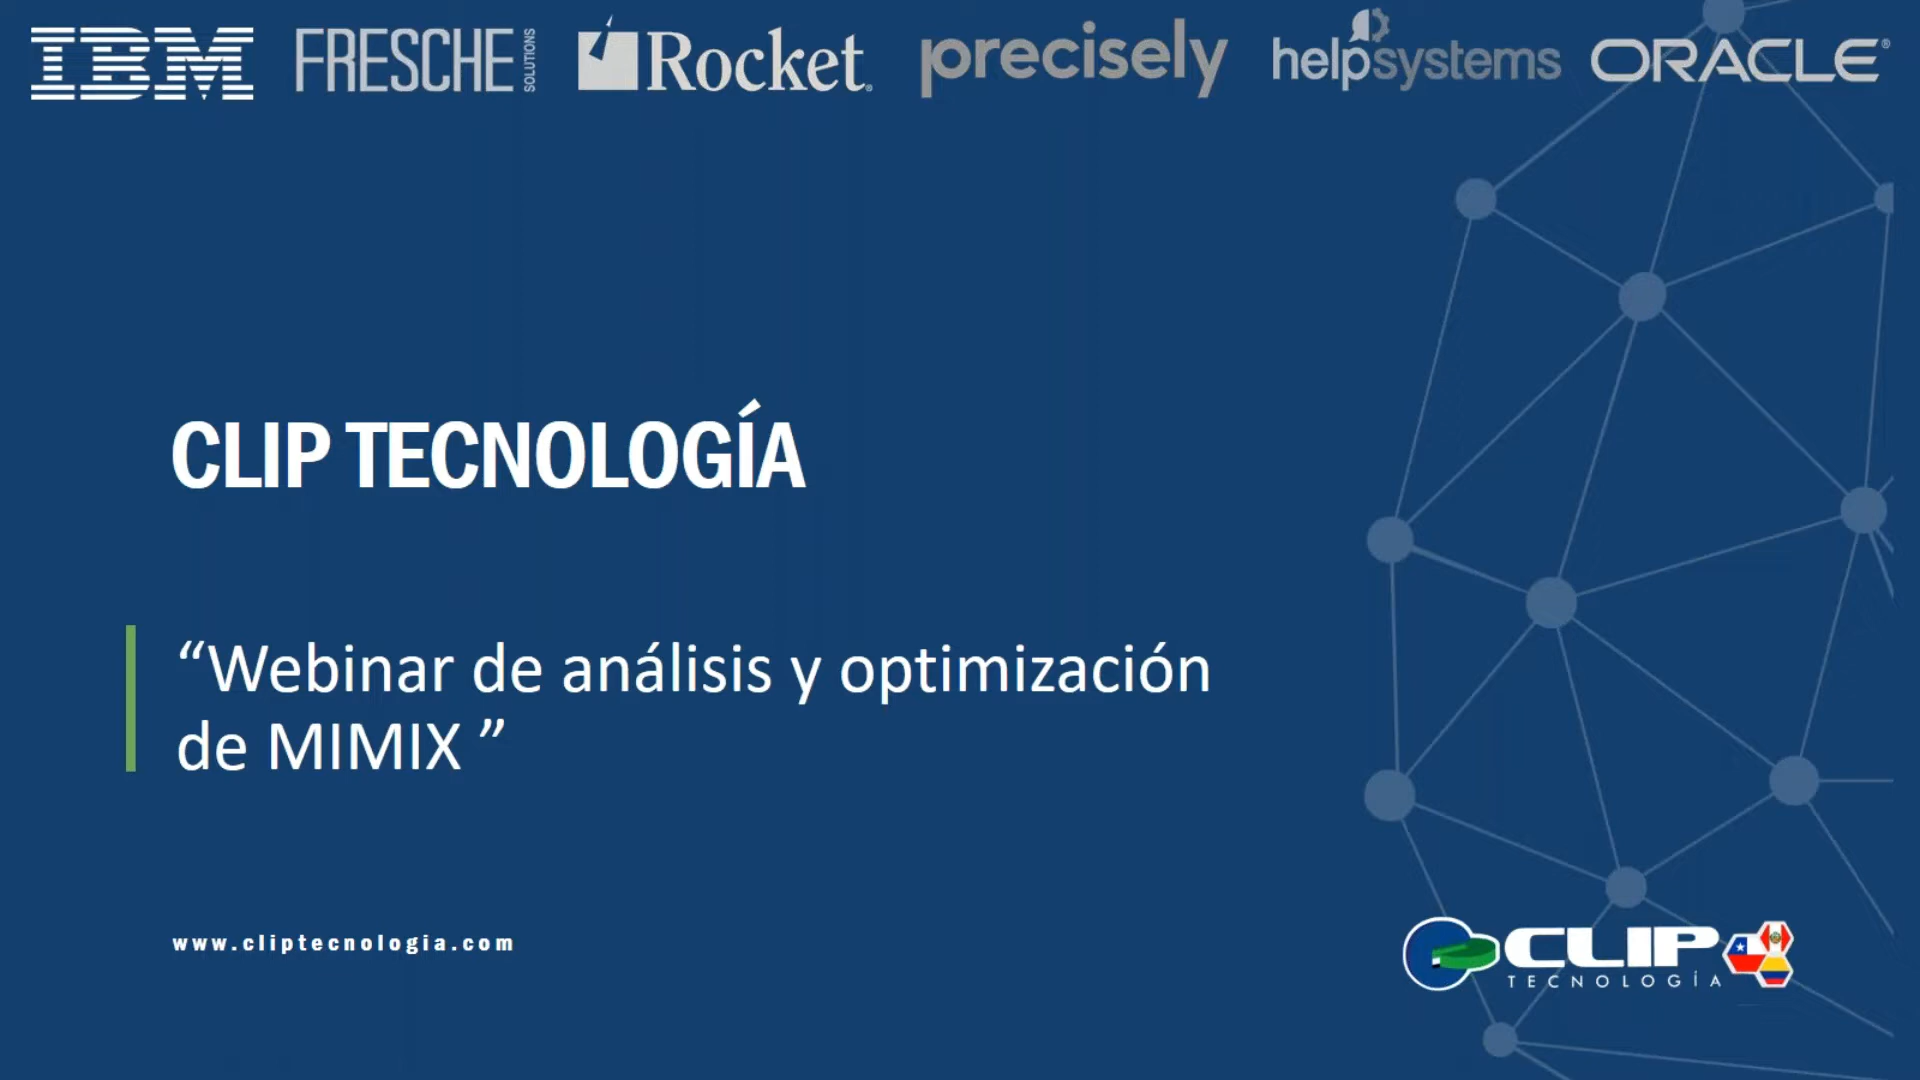 IBM FRESCHE SOLUTIONS Rocket® precisely helpsystems ORACLE®
CLIP TECNOLOGÍA
“Webinar de análisis y optimización
de MIMIX ”
www.cliptecnologia.com
CLIP
TECNOLOGÍA